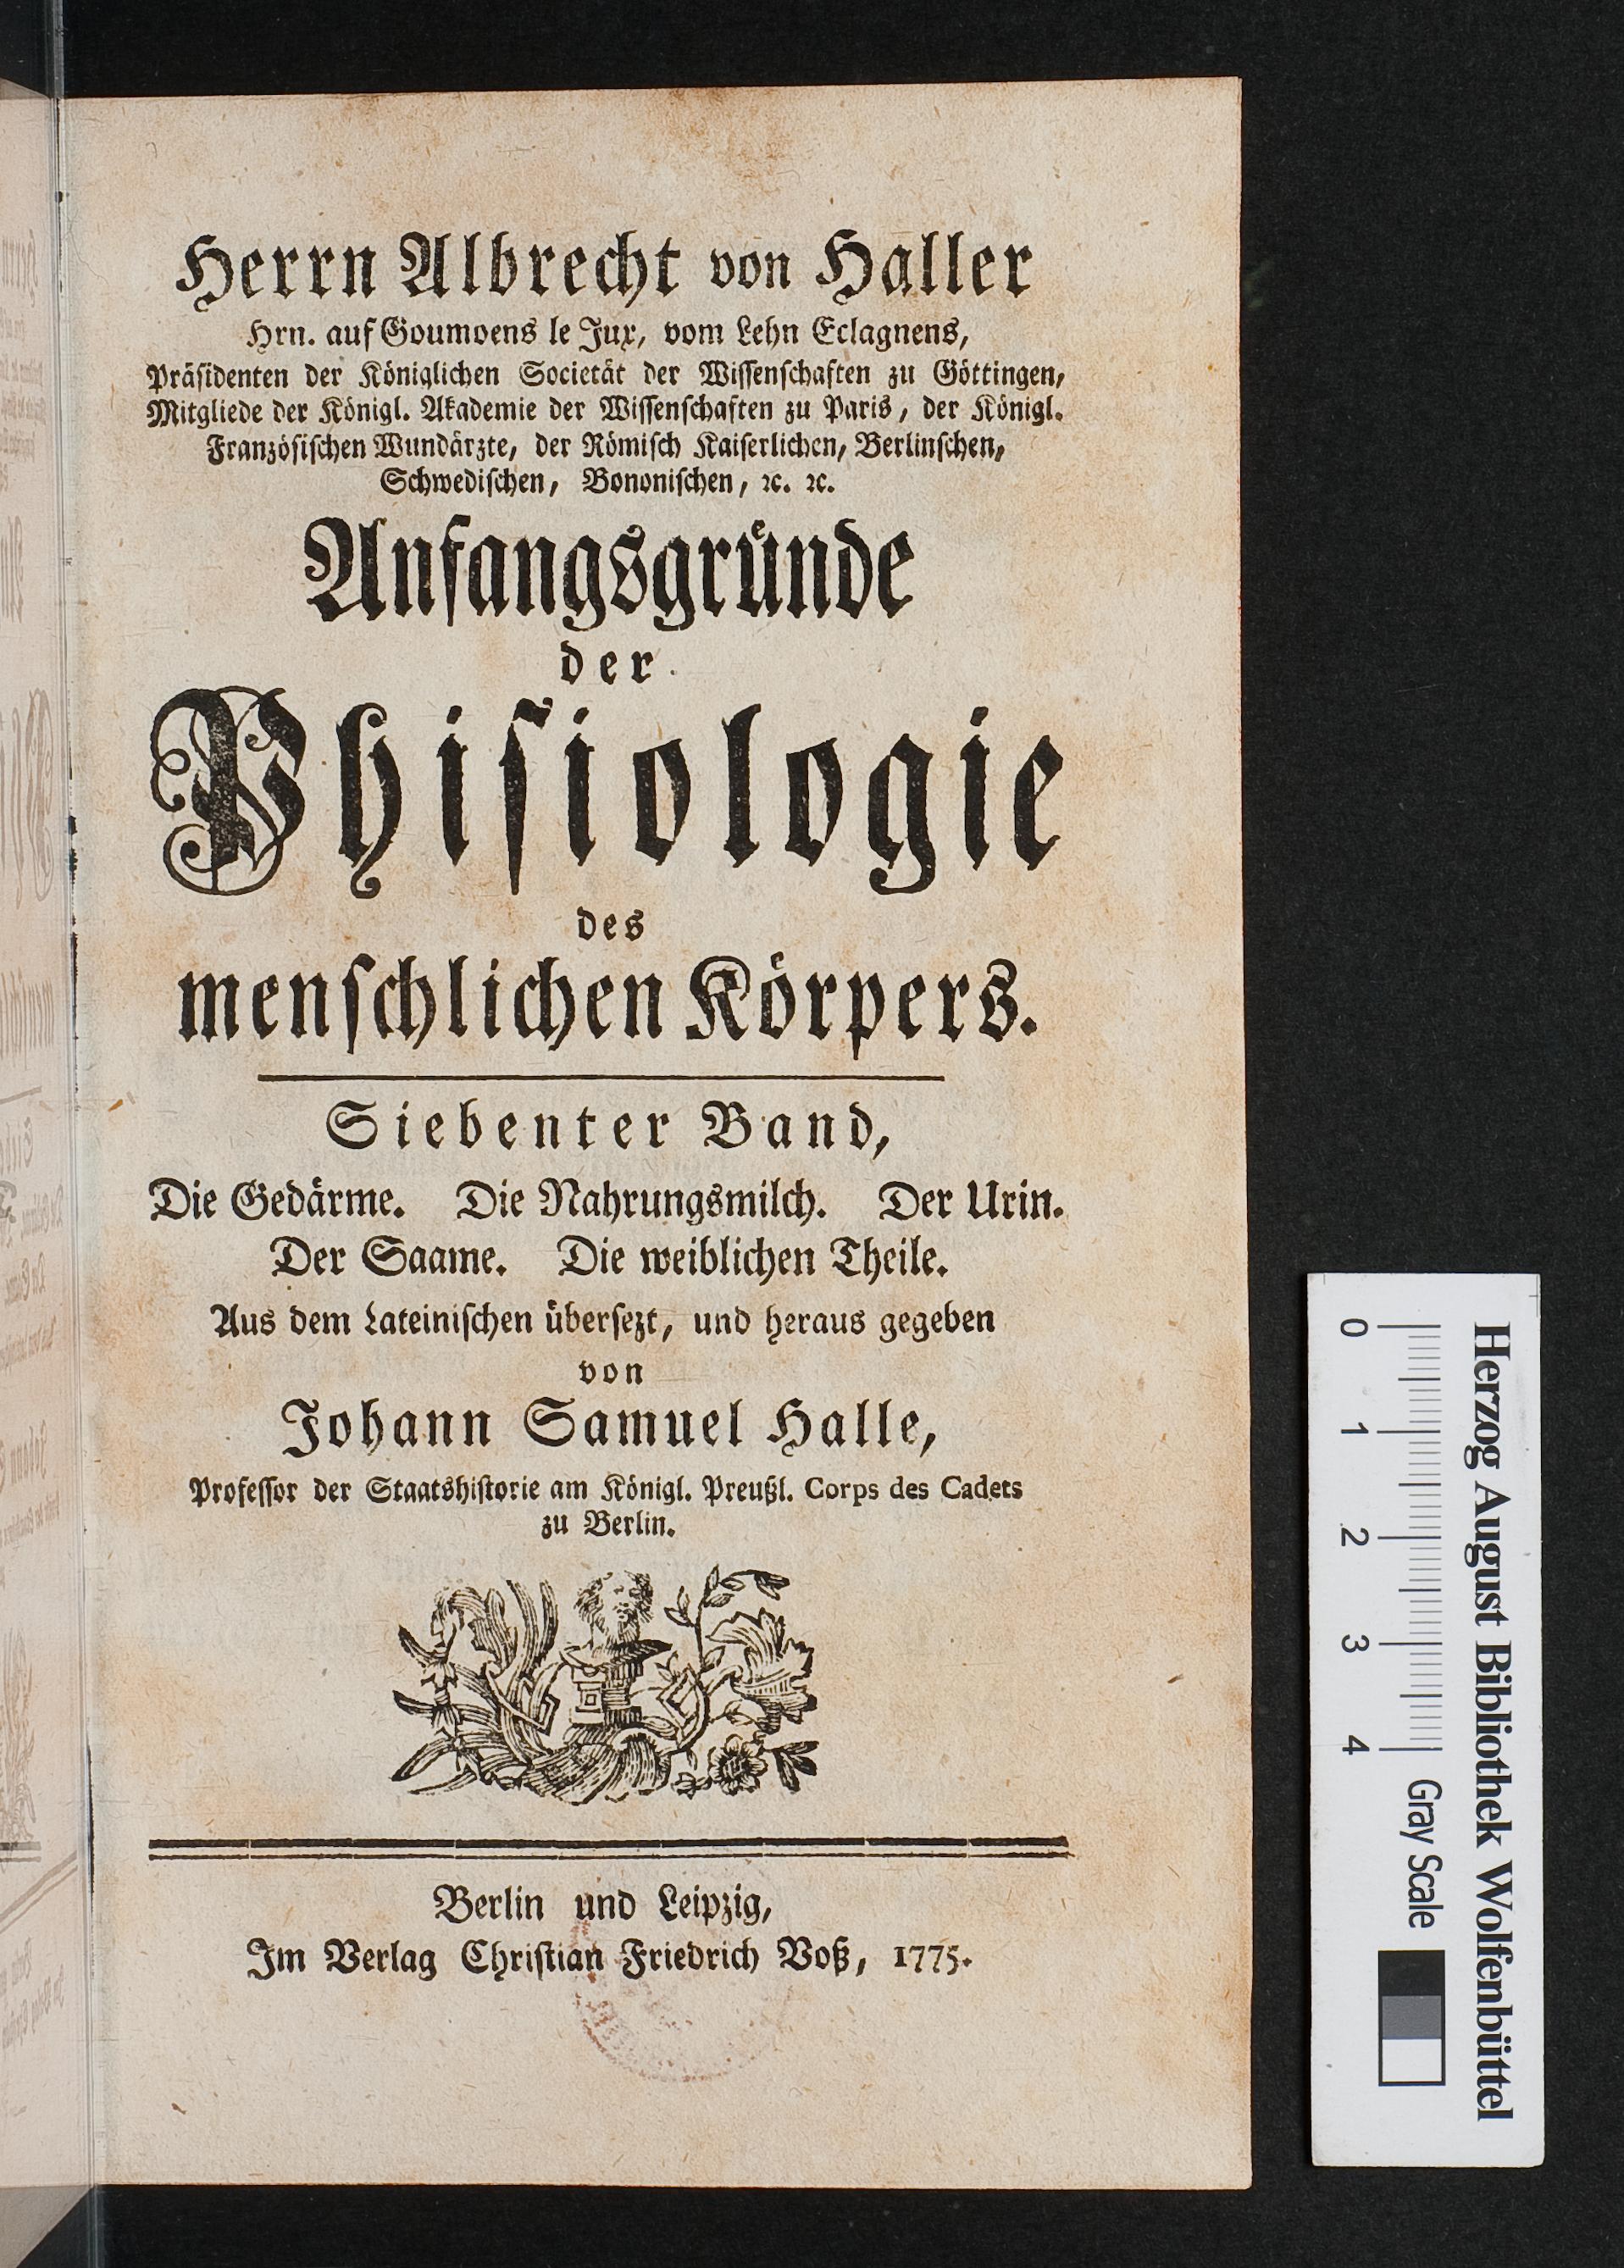 Herrn Albrecht von Haller
Hrn. auf Goumoens le Jux, vom Lehn Eclagnens,
Präsidenten der Königlichen Societät der Wissenschaften zu Göttingen,
Mitgliede der Königl. Akademie der Wissenschaften zu Paris, der Königl.
Französischen Wundärzte, der Römisch Kaiserlichen, Berlinschen,
Schwedischen, Bononischen, ꝛc. ꝛc.
Anfangsgründe
der
Phisiologie
des
menschlichen Körpers.
Siebenter Band,
Die Gedärme. Die Nahrungsmilch. Der Urin.
Der Saame. Die weiblichen Theile.
Aus dem Lateinischen übersezt, und heraus gegeben
von
Johann Samuel Halle,
Professor der Staatshistorie am Königl. Preußl. Corps des Cadets
zu Berlin.
Berlin und Leipzig,
Im Verlag Christian Friedrich Voß, 1775.
Herzog August Bibliothek Wolfenbüttel
0 1 2 3 4 Gray Scale